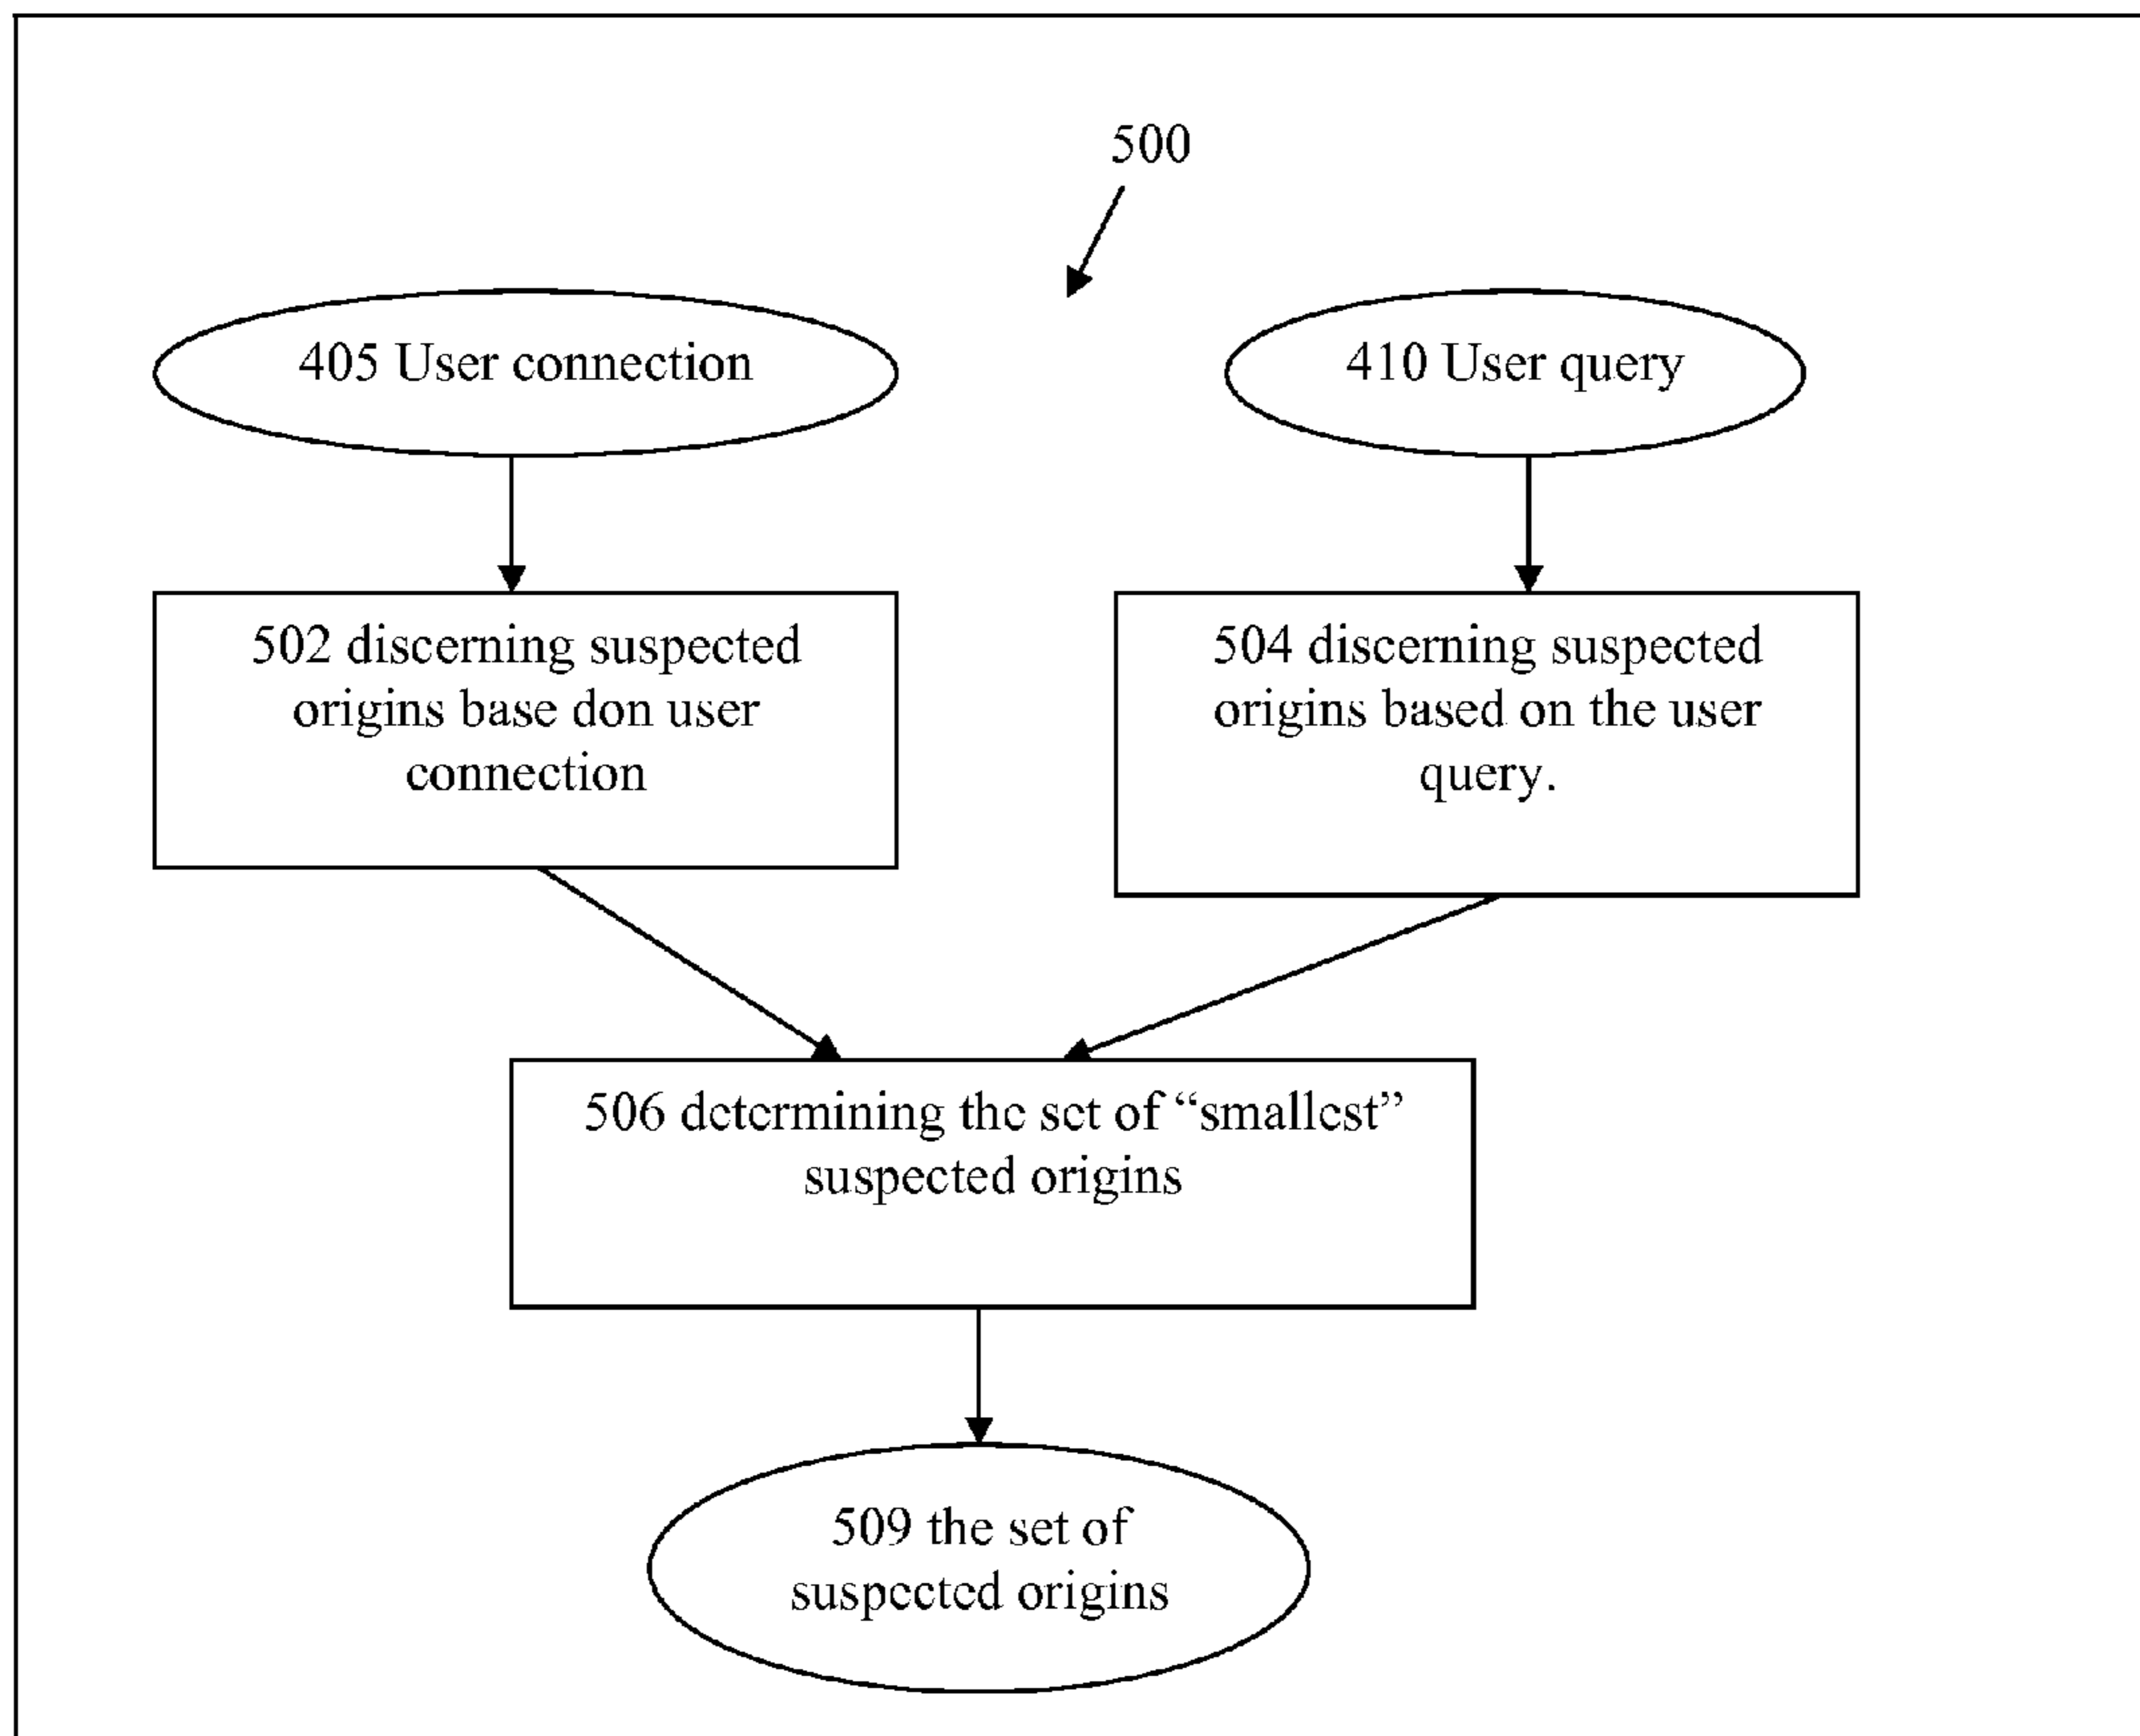 500
405 User connection
410 User query
502 discerning suspected
origins base don user
connection
504 discerning suspected
origins based on the user
query.
506 determining the set of “smallest”
suspected origins
509 the set of
suspected origins